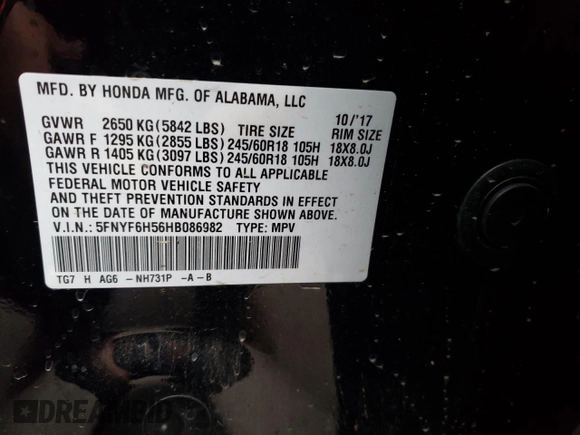 MFD. BY HONDA MFG. OF ALABAMA, LLC
10/'17
GVWR 2650 KG(5842 LBS) TIRE SIZE RIM SIZE
GAWR F 1295 KG(2855 LBS) 245/60R18 105H 18X8.0J
GAWR R 1405 KG(3097 LBS) 245/60R18 105H 18X8.0J
THIS VEHICLE CONFORMS TO ALL APPLICABLE
FEDERAL MOTOR VEHICLE SAFETY
AND THEFT PREVENTION STANDARDS IN EFFECT
ON THE DATE OF MANUFACTURE SHOWN ABOVE.
V.I.N.: 5FNYF6H56HB086982 TYPE: MPV
TG7 H AG6 -NH731P -A-B
DREAMBID